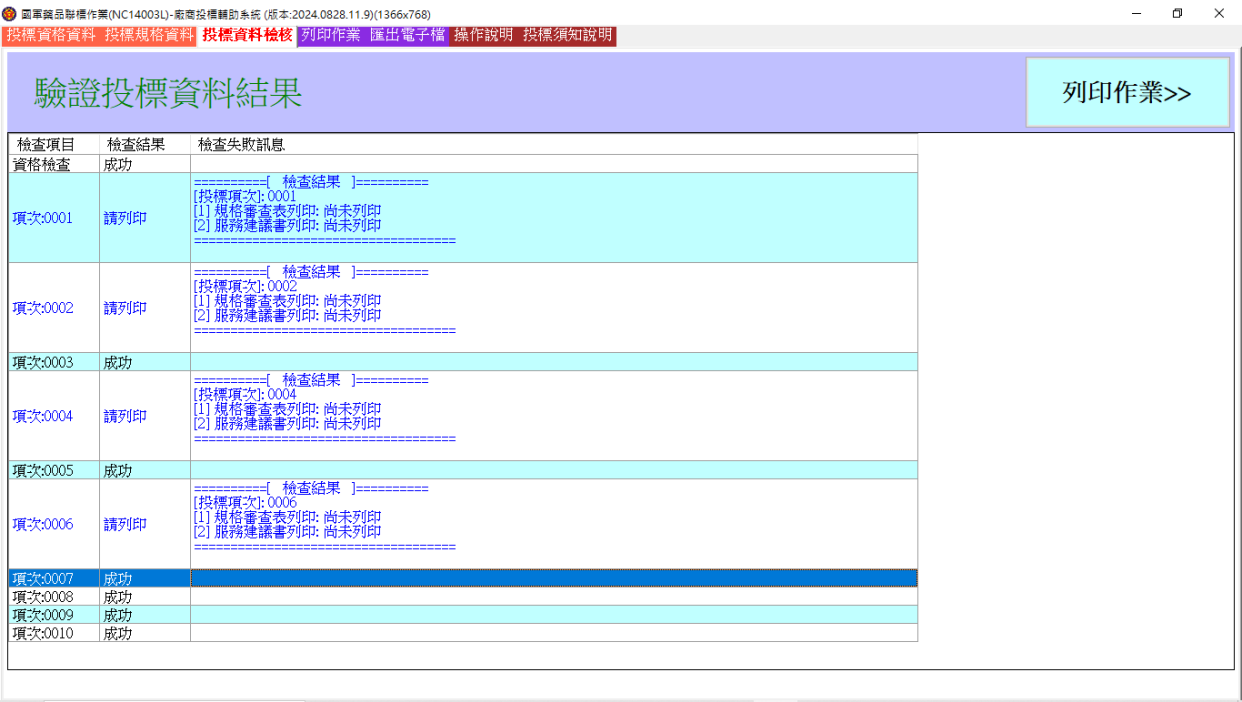 國軍藥品聯標作業(NC14003L)-廠商投標輔助系統 (版本:2024.0828.11.9)(1366x768)
投標資格資料 投標規格資料 投標資料檢核 列印作業 匯出電子檔 操作說明 投標須知說明
驗證投標資料結果
列印作業>>
檢查項目 檢查結果 檢查失敗訊息
資格檢查 成功
項次:0001 請列印
==========[ 檢查結果 ]==========
[投標項次]: 0001
[1] 規格審查表列印: 尚未列印
[2] 服務建議書列印: 尚未列印
====================================
項次:0002 請列印
==========[ 檢查結果 ]==========
[投標項次]: 0002
[1] 規格審查表列印: 尚未列印
[2] 服務建議書列印: 尚未列印
====================================
項次:0003 成功
項次:0004 請列印
==========[ 檢查結果 ]==========
[投標項次]: 0004
[1] 規格審查表列印: 尚未列印
[2] 服務建議書列印: 尚未列印
====================================
項次:0005 成功
項次:0006 請列印
==========[ 檢查結果 ]==========
[投標項次]: 0006
[1] 規格審查表列印: 尚未列印
[2] 服務建議書列印: 尚未列印
====================================
項次:0007 成功
項次:0008 成功
項次:0009 成功
項次:0010 成功